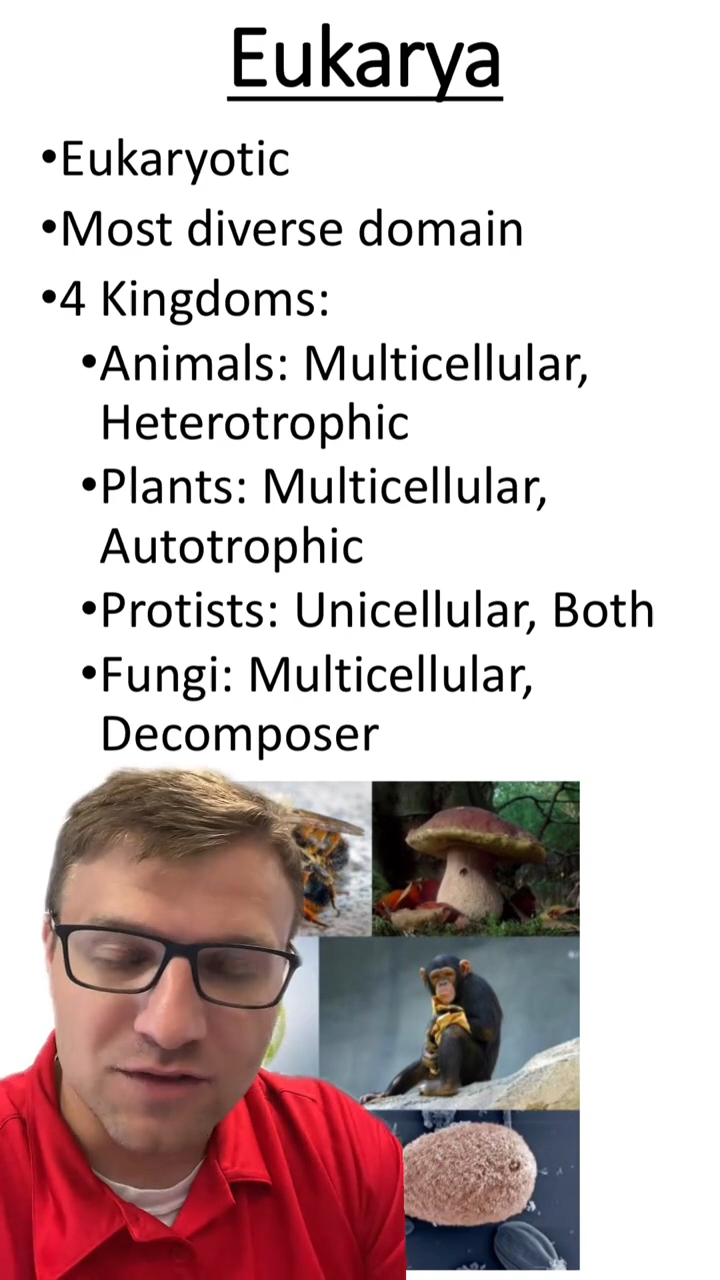 Eukarya
•Eukaryotic
•Most diverse domain
•4 Kingdoms:
•Animals: Multicellular,
Heterotrophic
•Plants: Multicellular,
Autotrophic
•Protists: Unicellular, Both
•Fungi: Multicellular,
Decomposer